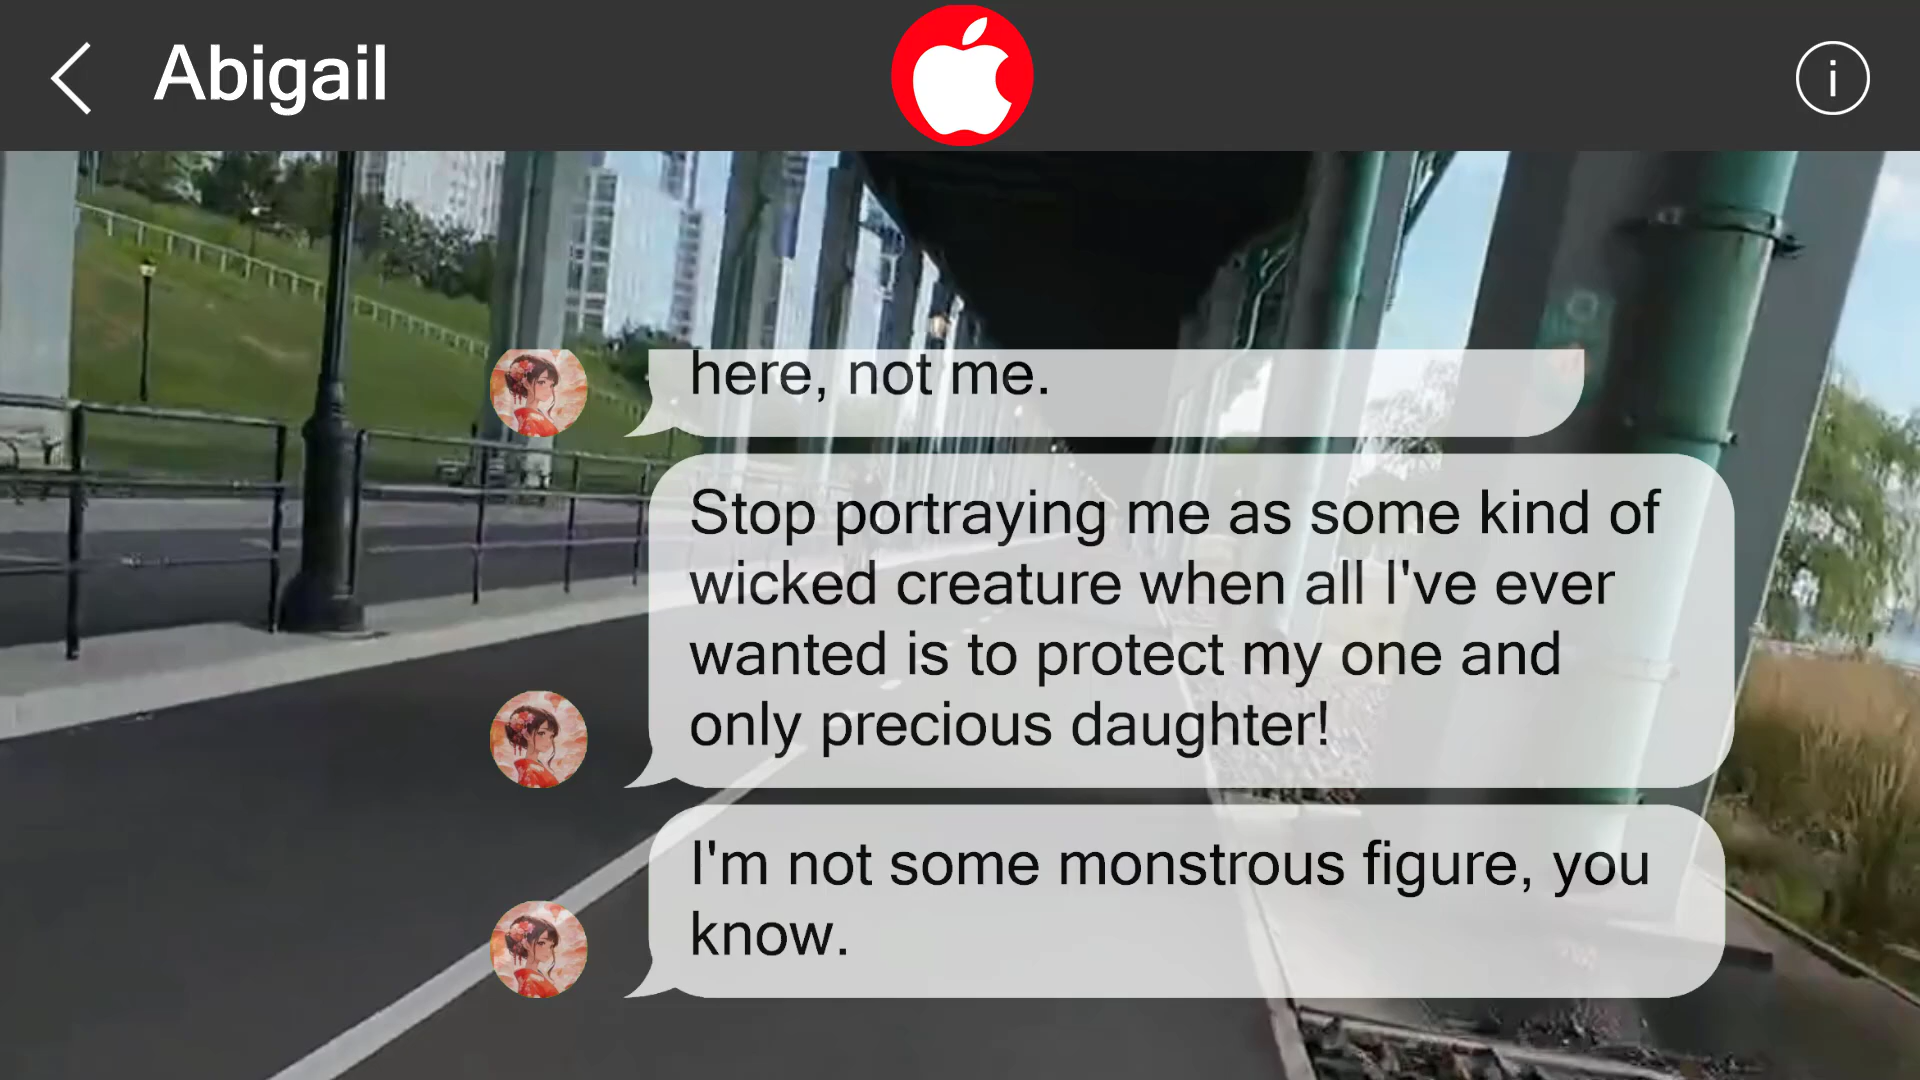 Abigail
here, not me.
Stop portraying me as some kind of
wicked creature when all I've ever
wanted is to protect my one and
only precious daughter!
I'm not some monstrous figure, you
know.